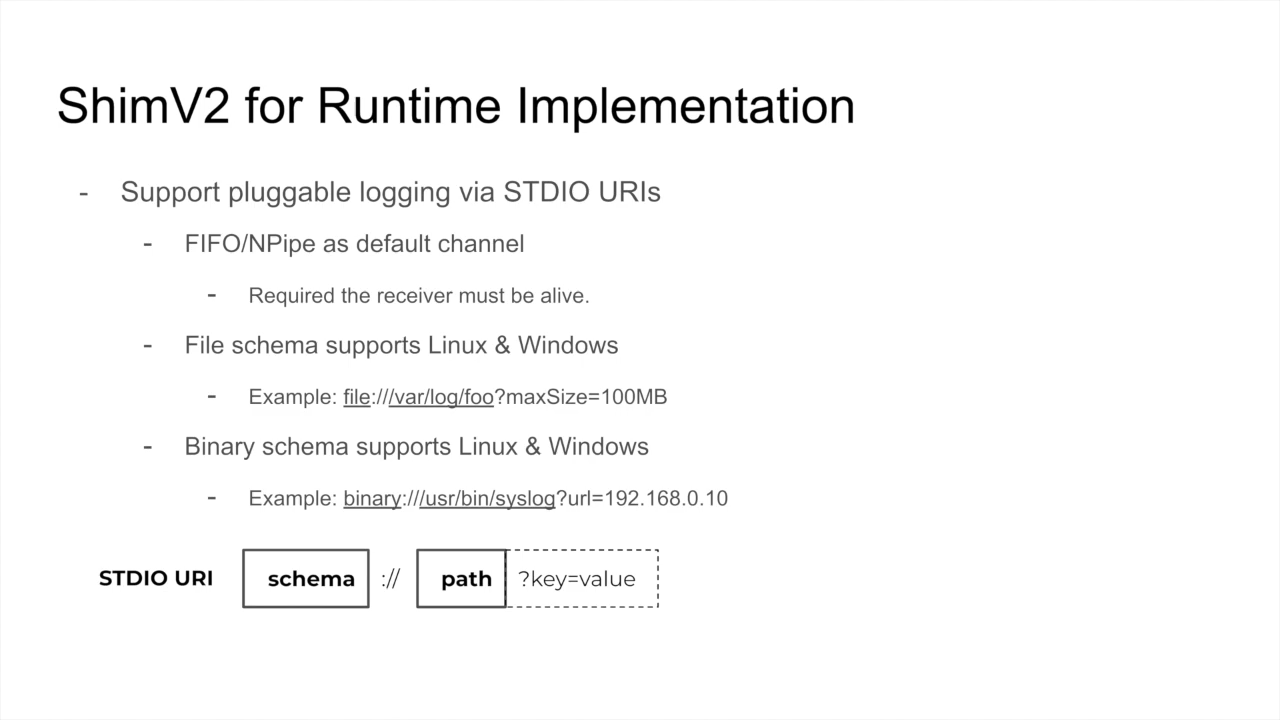 ShimV2 for Runtime Implementation
- Support pluggable logging via STDIO URIs
- FIFO/NPipe as default channel
- Required the receiver must be alive.
- File schema supports Linux & Windows
- Example: file:///var/log/foo?maxSize=100MB
- Binary schema supports Linux & Windows
- Example: binary:///usr/bin/syslog?url=192.168.0.10
STDIO URI schema :// path ?key=value